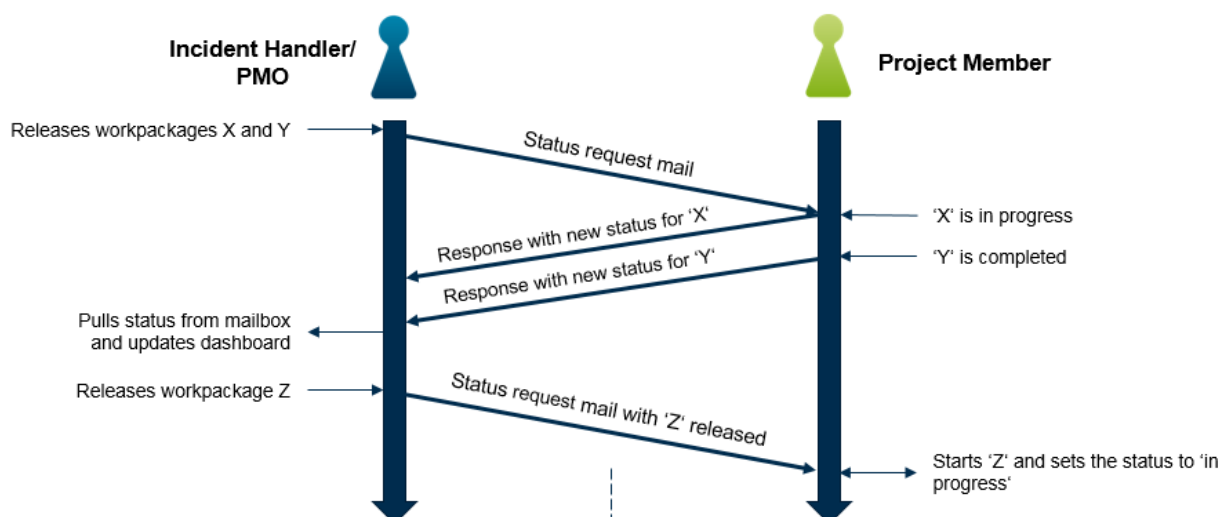 Incident Handler/
PMO
Project Member
Releases workpackages X and Y
Status request mail
‘X‘ is in progress
Response with new status for ‘X‘
‘Y‘ is completed
Response with new status for ‘Y‘
Pulls status from mailbox
and updates dashboard
Releases workpackage Z
Status request mail with ‘Z‘ released
Starts ‘Z‘ and sets the status to ‘in
progress‘